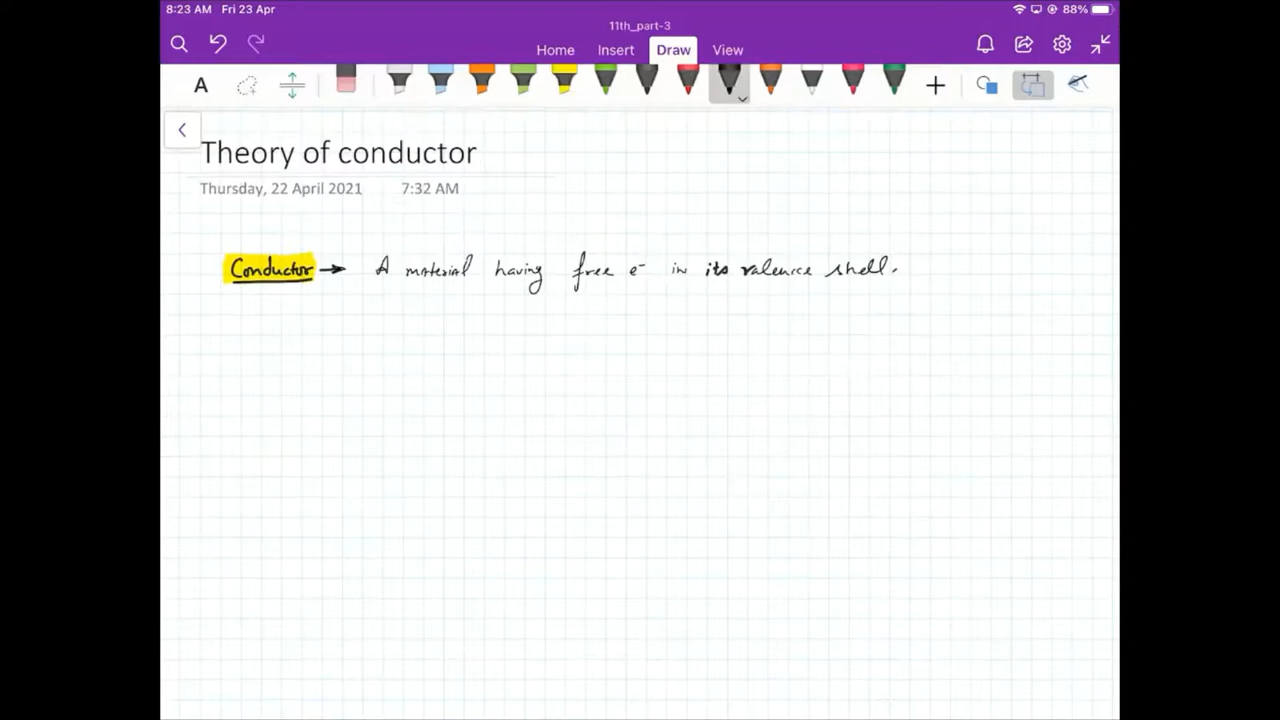 8:23 AM Fri 23 Apr 88%
11th_part-3
Home Insert Draw View
A
Theory of conductor
Thursday, 22 April 2021 7:32 AM
Conductor → A material having free e⁻ in its valence shell.